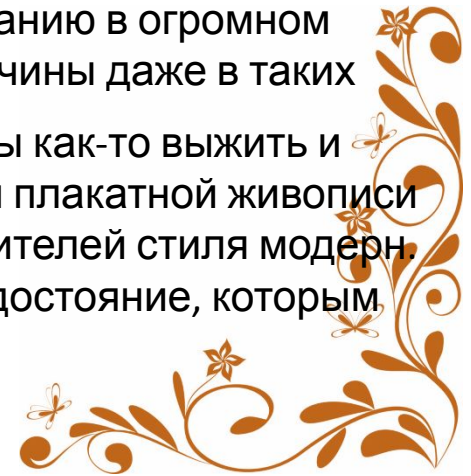 анию в огромном
чины даже в таких
ы как-то выжить и
и плакатной живописи
ителей стиля модерн.
достояние, которым